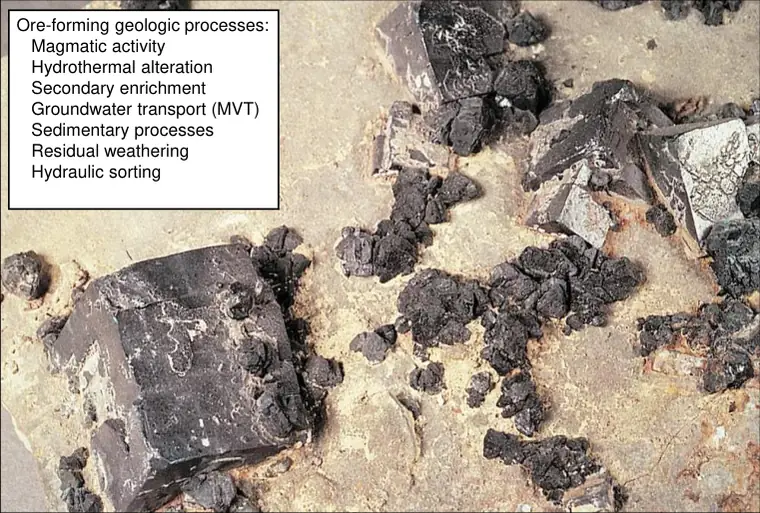 Ore-forming geologic processes:
Magmatic activity
Hydrothermal alteration
Secondary enrichment
Groundwater transport (MVT)
Sedimentary processes
Residual weathering
Hydraulic sorting